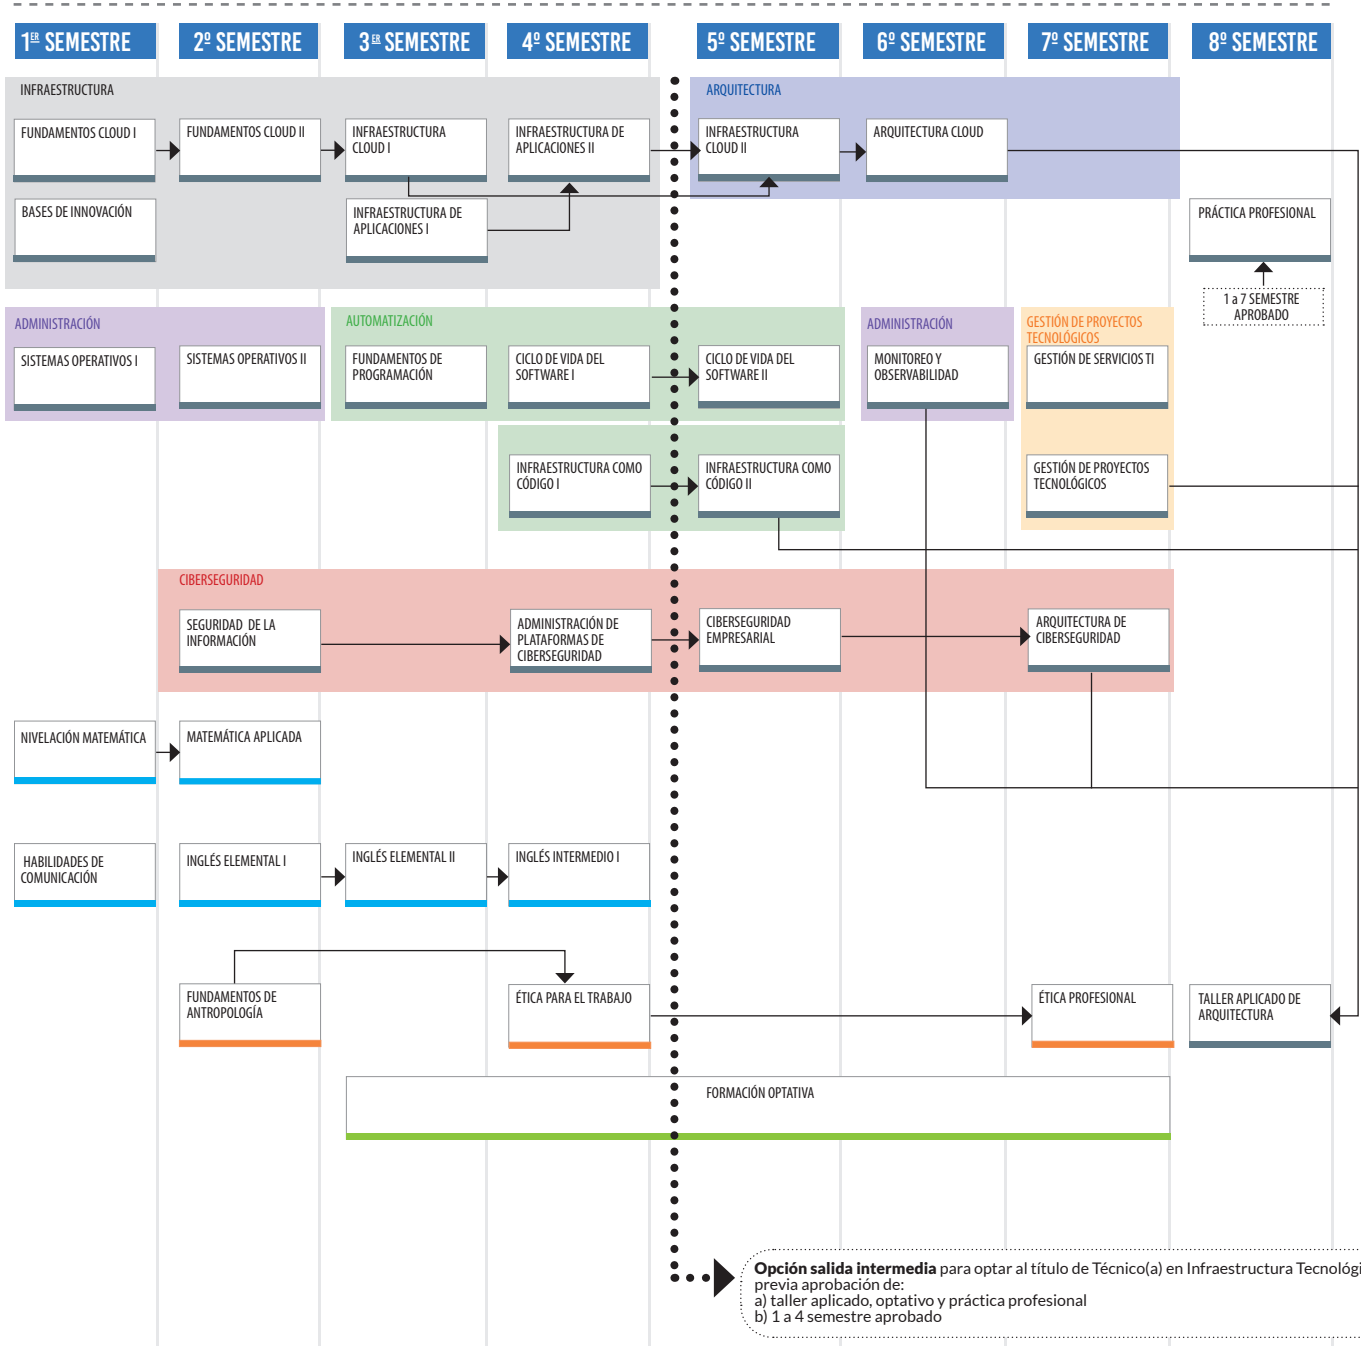 1ER SEMESTRE
2º SEMESTRE
3ER SEMESTRE
4º SEMESTRE
5º SEMESTRE
6º SEMESTRE
7º SEMESTRE
8º SEMESTRE
INFRAESTRUCTURA
ARQUITECTURA
FUNDAMENTOS CLOUD I
FUNDAMENTOS CLOUD II
INFRAESTRUCTURA
CLOUD I
INFRAESTRUCTURA DE
APLICACIONES II
INFRAESTRUCTURA
CLOUD II
ARQUITECTURA CLOUD
BASES DE INNOVACIÓN
INFRAESTRUCTURA DE
APLICACIONES I
PRÁCTICA PROFESIONAL
1 a 7 SEMESTRE
APROBADO
ADMINISTRACIÓN
AUTOMATIZACIÓN
ADMINISTRACIÓN
GESTIÓN DE PROYECTOS
TECNOLÓGICOS
SISTEMAS OPERATIVOS I
SISTEMAS OPERATIVOS II
FUNDAMENTOS DE
PROGRAMACIÓN
CICLO DE VIDA DEL
SOFTWARE I
CICLO DE VIDA DEL
SOFTWARE II
MONITOREO Y
OBSERVABILIDAD
GESTIÓN DE SERVICIOS TI
INFRAESTRUCTURA COMO
CÓDIGO I
INFRAESTRUCTURA COMO
CÓDIGO II
GESTIÓN DE PROYECTOS
TECNOLÓGICOS
CIBERSEGURIDAD
SEGURIDAD DE LA
INFORMACIÓN
ADMINISTRACIÓN DE
PLATAFORMAS DE
CIBERSEGURIDAD
CIBERSEGURIDAD
EMPRESARIAL
ARQUITECTURA DE
CIBERSEGURIDAD
NIVELACIÓN MATEMÁTICA
MATEMÁTICA APLICADA
HABILIDADES DE
COMUNICACIÓN
INGLÉS ELEMENTAL I
INGLÉS ELEMENTAL II
INGLÉS INTERMEDIO I
FUNDAMENTOS DE
ANTROPOLOGÍA
ÉTICA PARA EL TRABAJO
ÉTICA PROFESIONAL
TALLER APLICADO DE
ARQUITECTURA
FORMACIÓN OPTATIVA
Opción salida intermedia para optar al título de Técnico(a) en Infraestructura Tecnológi
previa aprobación de:
a) taller aplicado, optativo y práctica profesional
b) 1 a 4 semestre aprobado